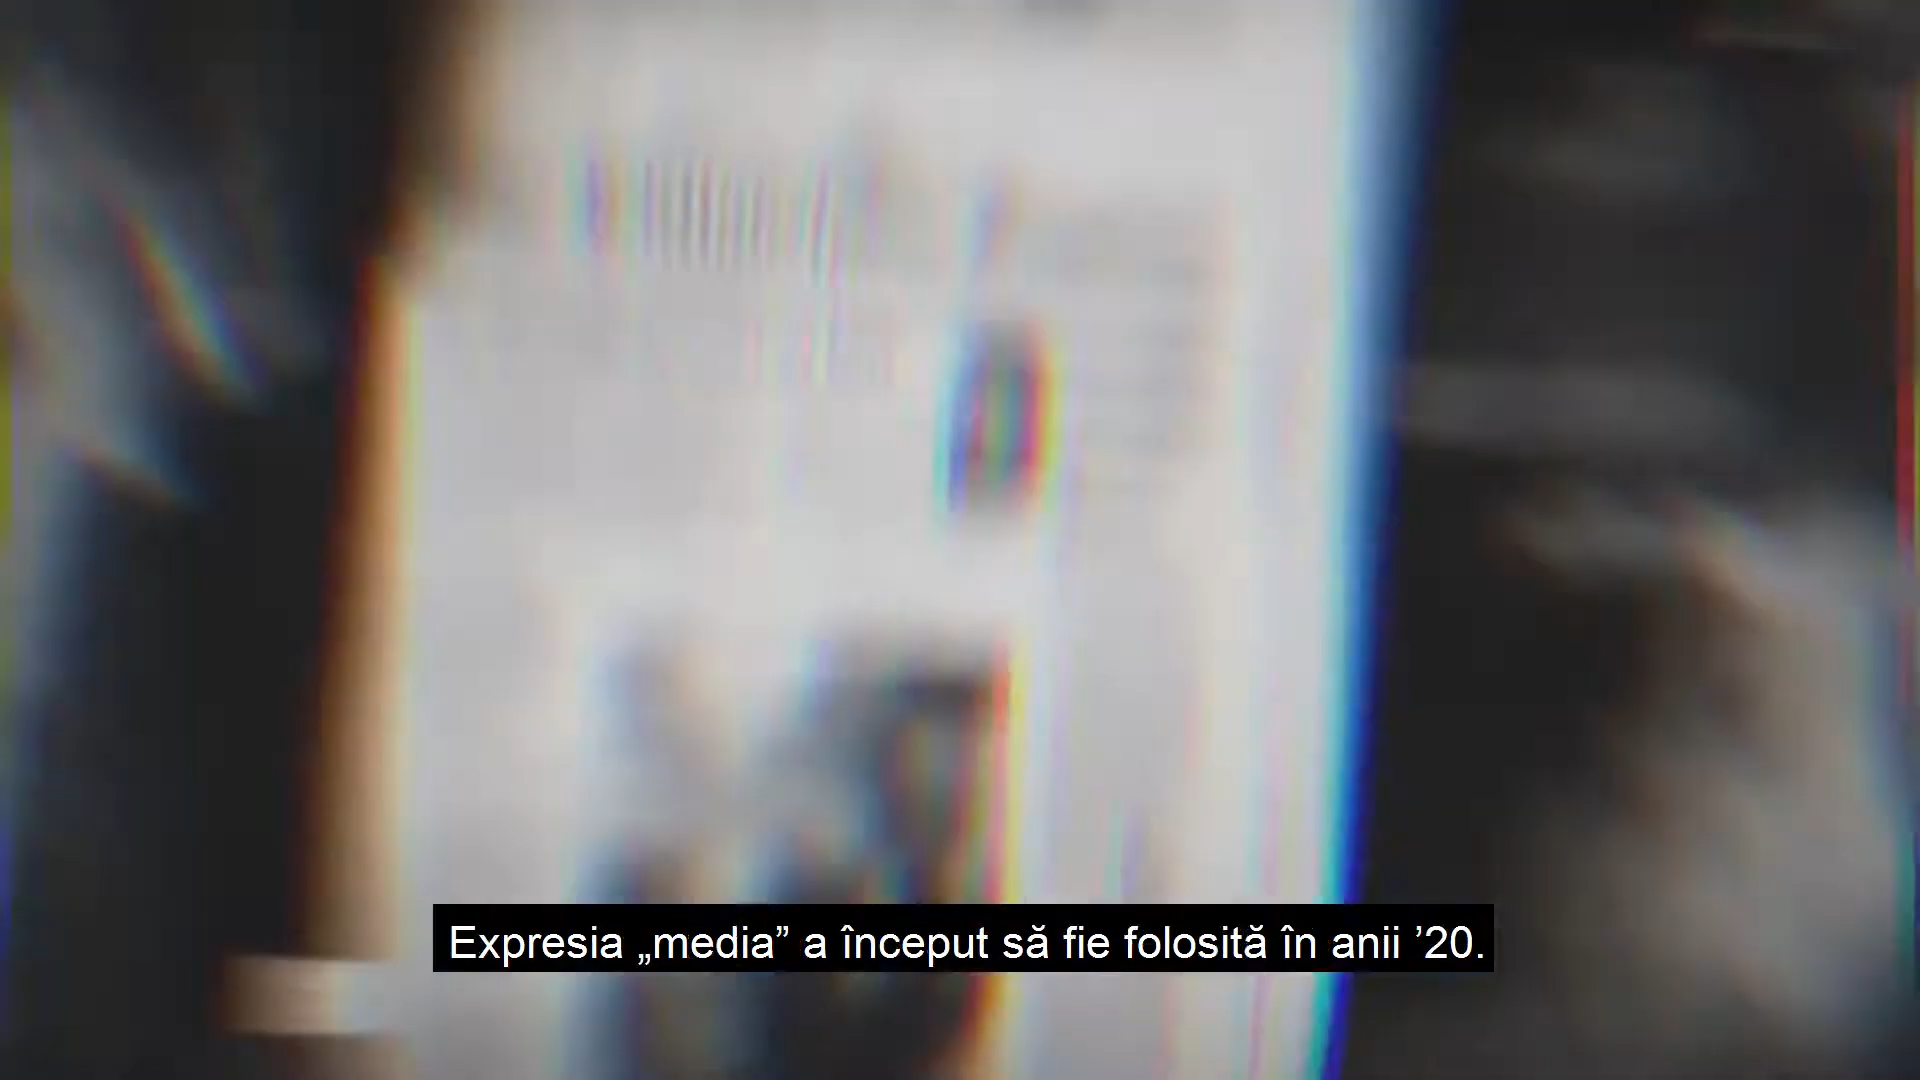 Expresia „media” a început să fie folosită în anii ’20.